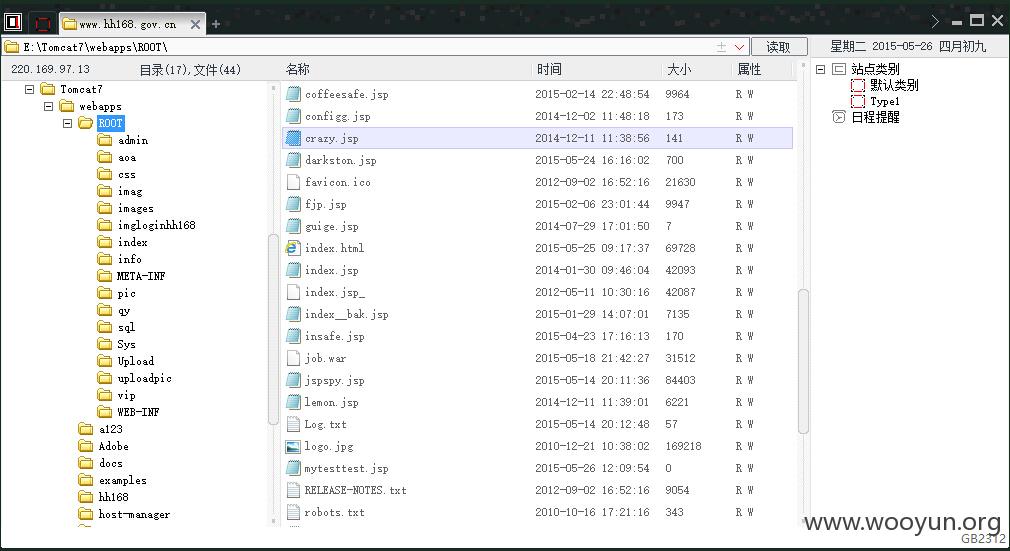 www.hh168.gov.cn
E:\Tomcat7\webapps\ROOT\ 读取 星期二 2015-05-26 四月初九
220.169.97.13 目录(17),文件(44) 名称 时间 大小 属性
Tomcat7
webapps
ROOT
admin
aoa
css
imag
images
imgloginhh168
index
info
META-INF
pic
qy
sql
Sys
Upload
uploadpic
vip
WEB-INF
a123
Adobe
docs
examples
hh168
host-manager
coffeesafe.jsp 2015-02-14 22:48:54 9964 R W
configg.jsp 2014-12-02 11:48:18 173 R W
crazy.jsp 2014-12-11 11:38:56 141 R W
darkston.jsp 2015-05-24 16:16:02 700 R W
favicon.ico 2012-09-02 16:52:16 21630 R W
fjp.jsp 2015-02-06 23:01:44 9947 R W
guige.jsp 2014-07-29 17:01:50 7 R W
index.html 2015-05-25 09:17:37 69728 R W
index.jsp 2014-01-30 09:46:04 42093 R W
index.jsp_ 2012-05-11 10:30:16 42087 R W
index__bak.jsp 2015-01-29 14:07:01 7135 R W
insafe.jsp 2015-04-23 17:16:13 170 R W
job.war 2015-05-18 21:42:27 31512 R W
jspspy.jsp 2015-05-14 20:11:36 84403 R W
lemon.jsp 2014-12-11 11:39:01 6221 R W
Log.txt 2015-05-14 20:12:48 57 R W
logo.jpg 2010-12-21 10:38:02 169218 R W
mytesttest.jsp 2015-05-26 12:09:54 0 R W
RELEASE-NOTES.txt 2012-09-02 16:52:16 9054 R W
robots.txt 2010-10-16 17:21:16 343 R W
站点类别
默认类别
Type1
日程提醒
www.wooyun.org
GB2312